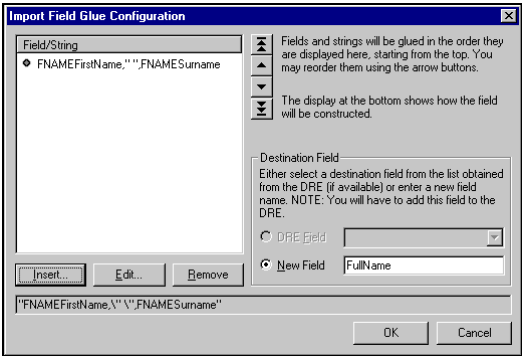 Import Field Glue Configuration
Field/String
FNAMEFirstName," ",FNAMESurname
Fields and strings will be glued in the order they
are displayed here, starting from the top. You
may reorder them using the arrow buttons.
The display at the bottom shows how the field
will be constructed.
Destination Field
Either select a destination field from the list obtained
from the DRE (if available) or enter a new field
name. NOTE: You will have to add this field to the
DRE.
DRE Field
New Field FullName
Insert... Edit... Remove
"FNAMEFirstName,\" \",FNAMESurname"
OK Cancel